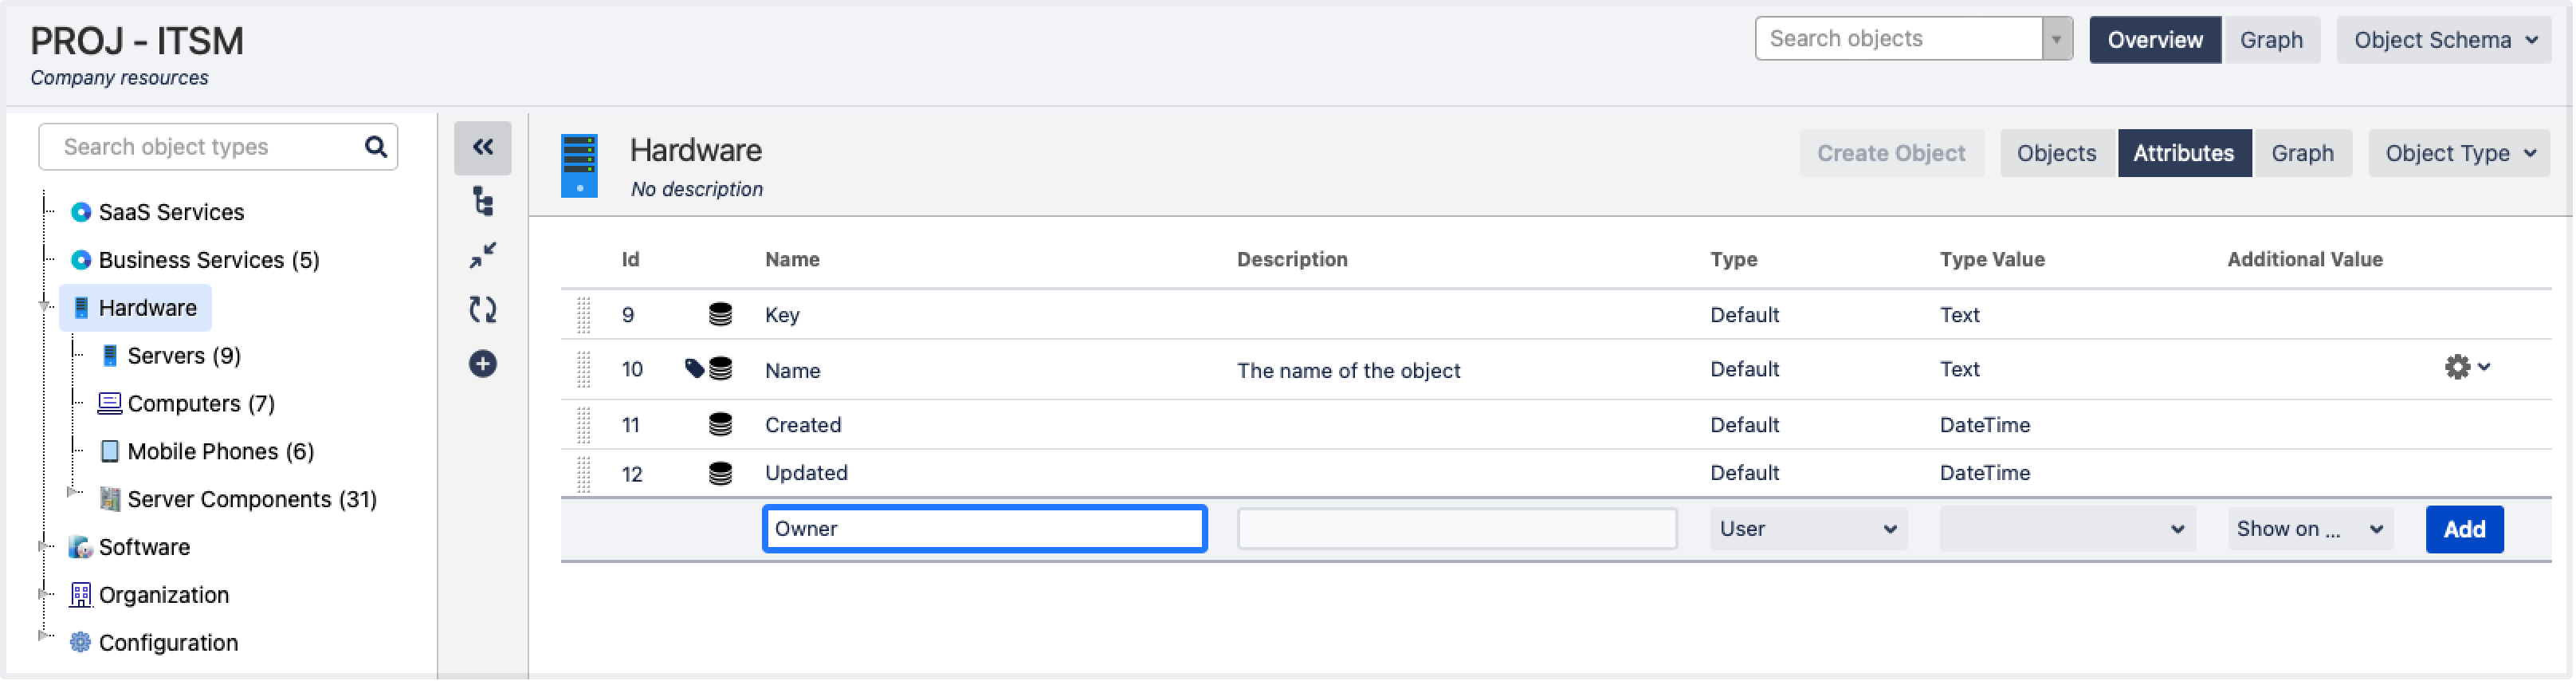 PROJ - ITSM
Company resources
Search objects
Overview
Graph
Object Schema
Search object types
SaaS Services
Business Services (5)
Hardware
Servers (9)
Computers (7)
Mobile Phones (6)
Server Components (31)
Software
Organization
Configuration
Hardware
No description
Create Object
Objects
Attributes
Graph
Object Type
Id Name Description Type Type Value Additional Value
9 Key Default Text
10 Name The name of the object Default Text
11 Created Default DateTime
12 Updated Default DateTime
Owner User Show on ... Add